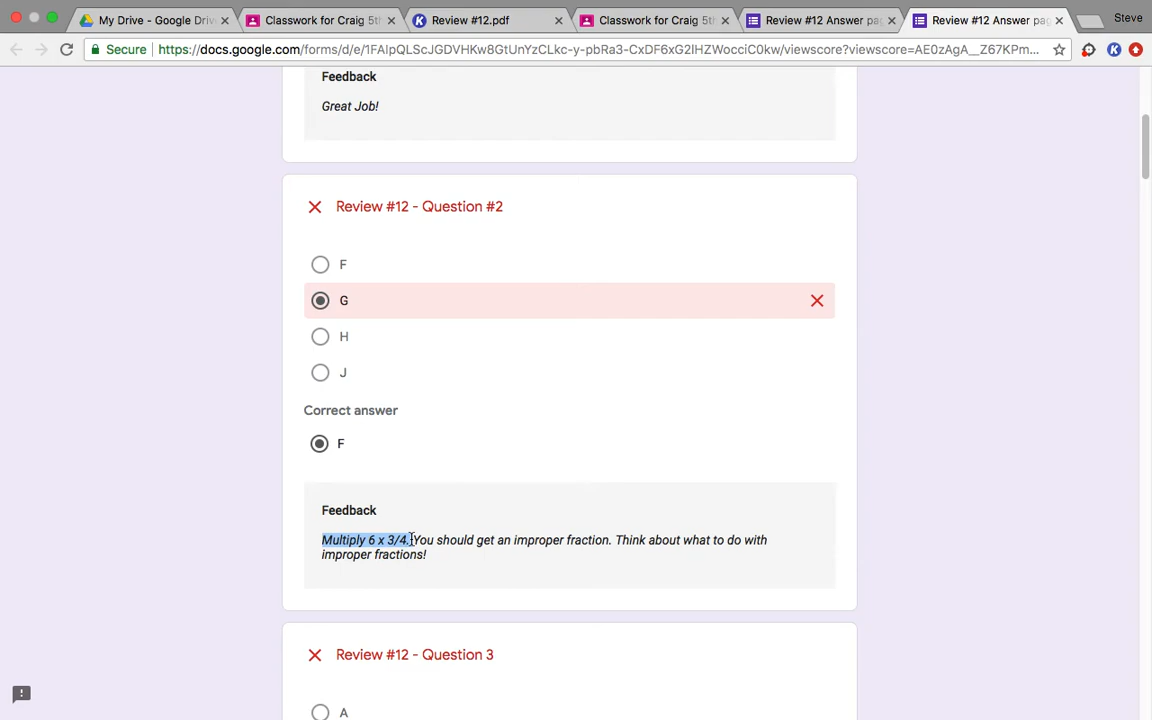 My Drive - Google Driv
Classwork for Craig 5th
Review #12.pdf
Classwork for Craig 5th
Review #12 Answer pag
Review #12 Answer pag
Steve
Secure https://docs.google.com/forms/d/e/1FAIpQLScJGDVHKw8GtUnYzCLkc-y-pbRa3-CxDF6xG2IHZWocciC0kw/viewscore?viewscore=AE0zAgA__Z67KPm...
Feedback
Great Job!
Review #12 - Question #2
F
G
H
J
Correct answer
F
Feedback
Multiply 6 x 3/4. You should get an improper fraction. Think about what to do with
improper fractions!
Review #12 - Question 3
A